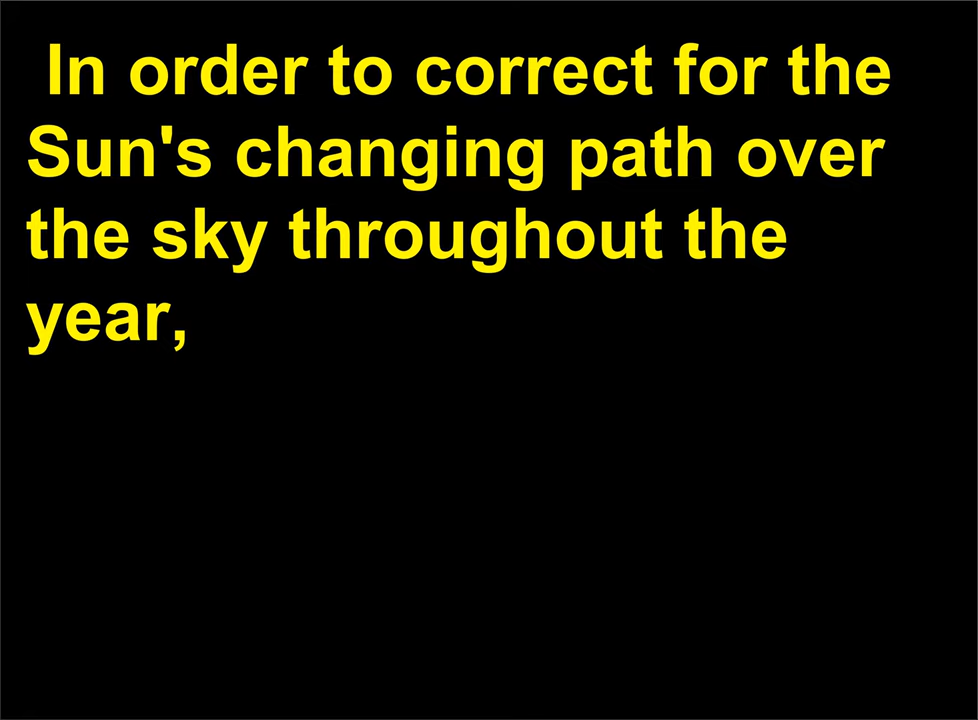 In order to correct for the
Sun's changing path over
the sky throughout the
year,